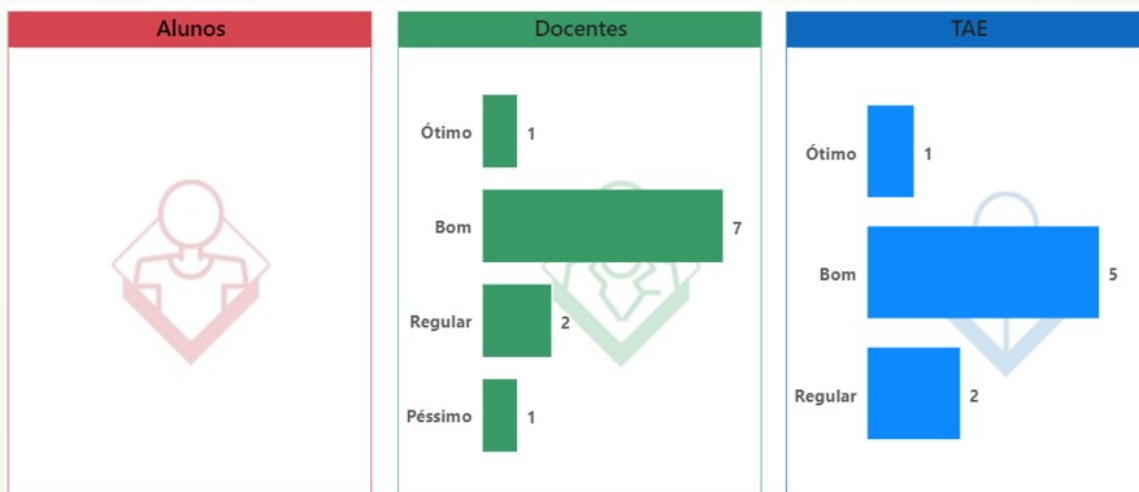 Alunos
Docentes
Ótimo 1
Bom 7
Regular 2
Péssimo 1
TAE
Ótimo 1
Bom 5
Regular 2